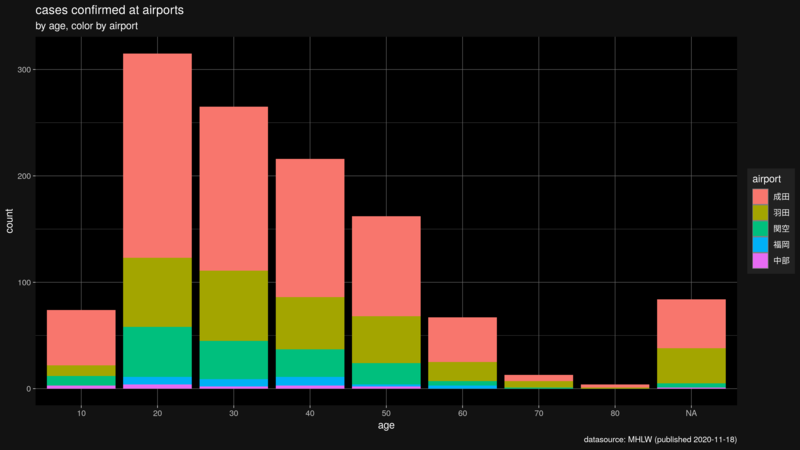 cases confirmed at airports
by age, color by airport
300
200
100
0
count
10 20 30 40 50 60 70 80 NA
age
airport
成田
羽田
関空
福岡
中部
datasource: MHLW (published 2020-11-18)